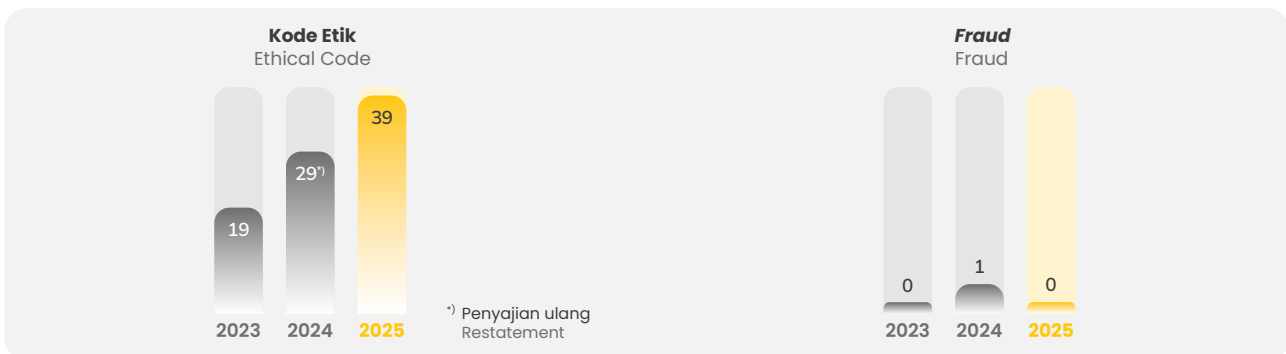 Kode Etik
Ethical Code
39
29*)
19
2023 2024 2025
*) Penyajian ulang
Restatement
Fraud
Fraud
0 1 0
2023 2024 2025